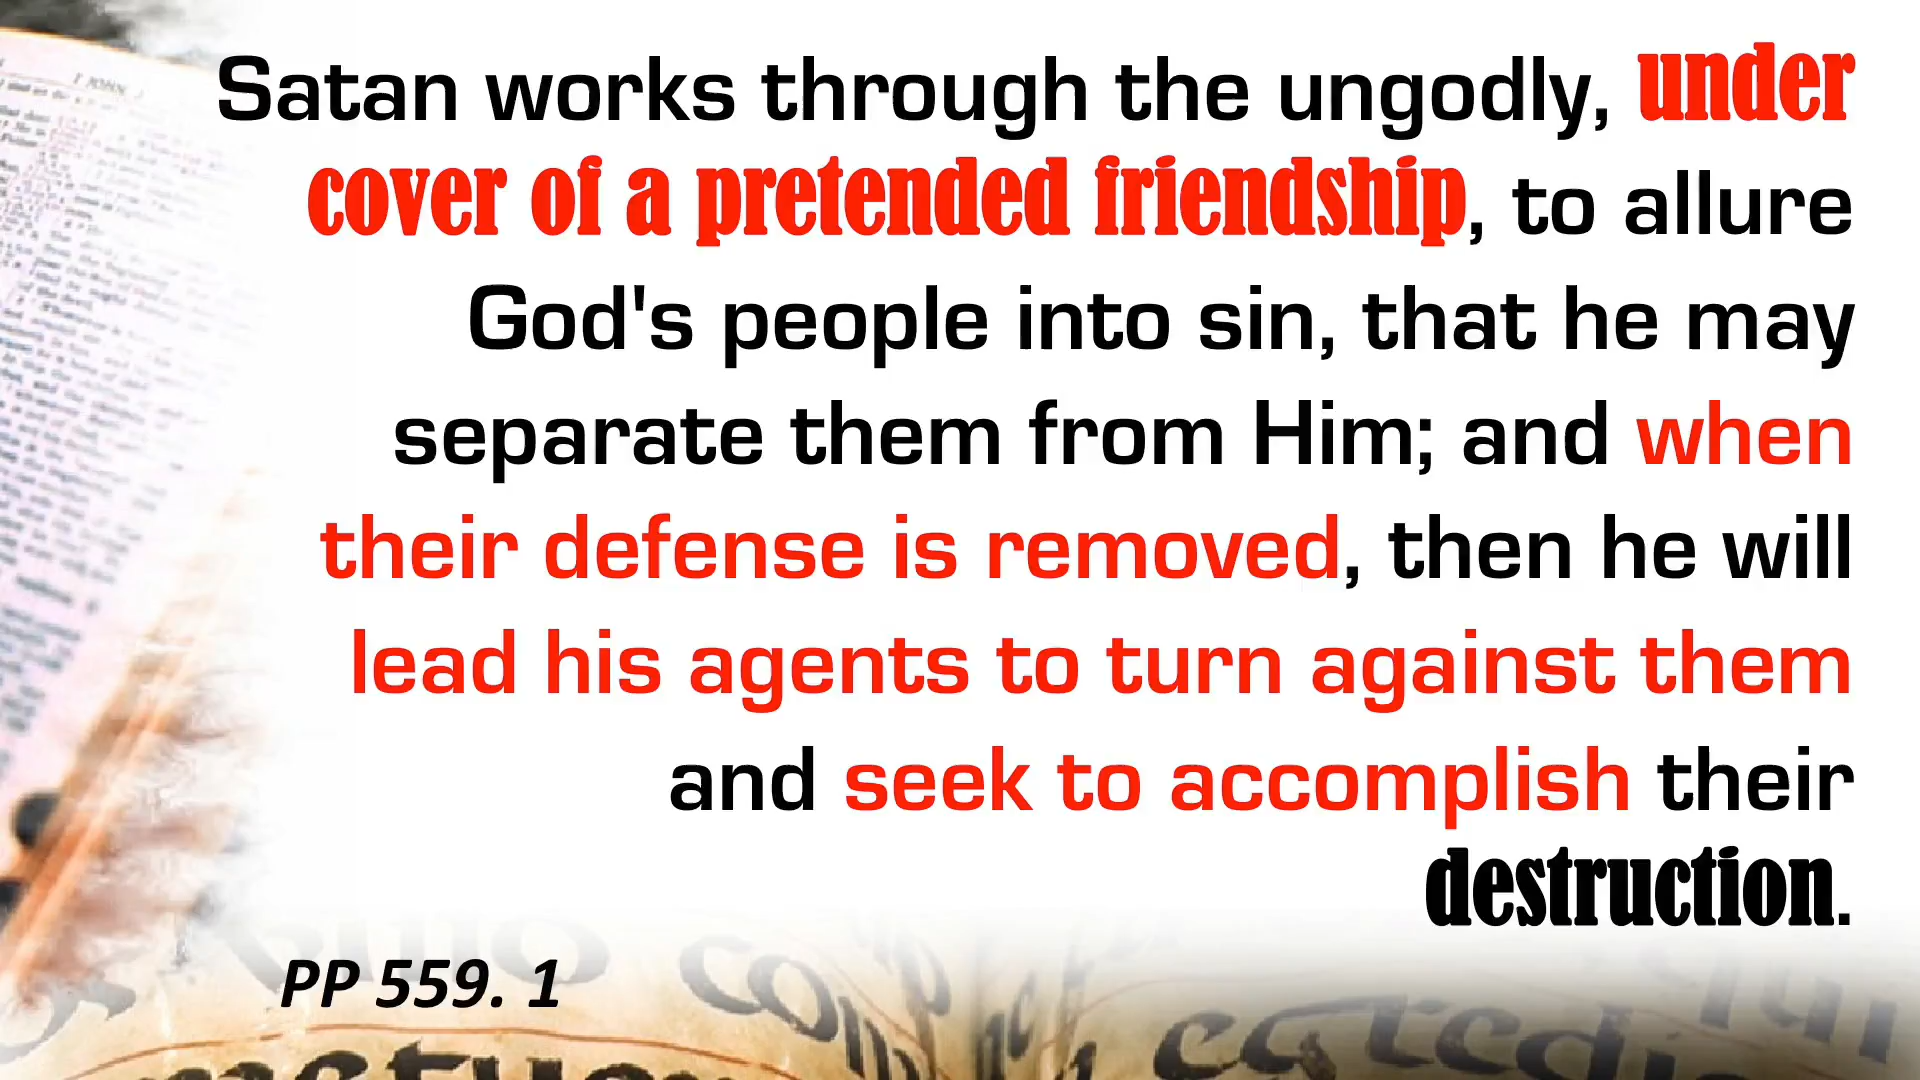 Satan works through the ungodly, under
cover of a pretended friendship, to allure
God's people into sin, that he may
separate them from Him; and when
their defense is removed, then he will
lead his agents to turn against them
and seek to accomplish their
destruction.
PP 559. 1